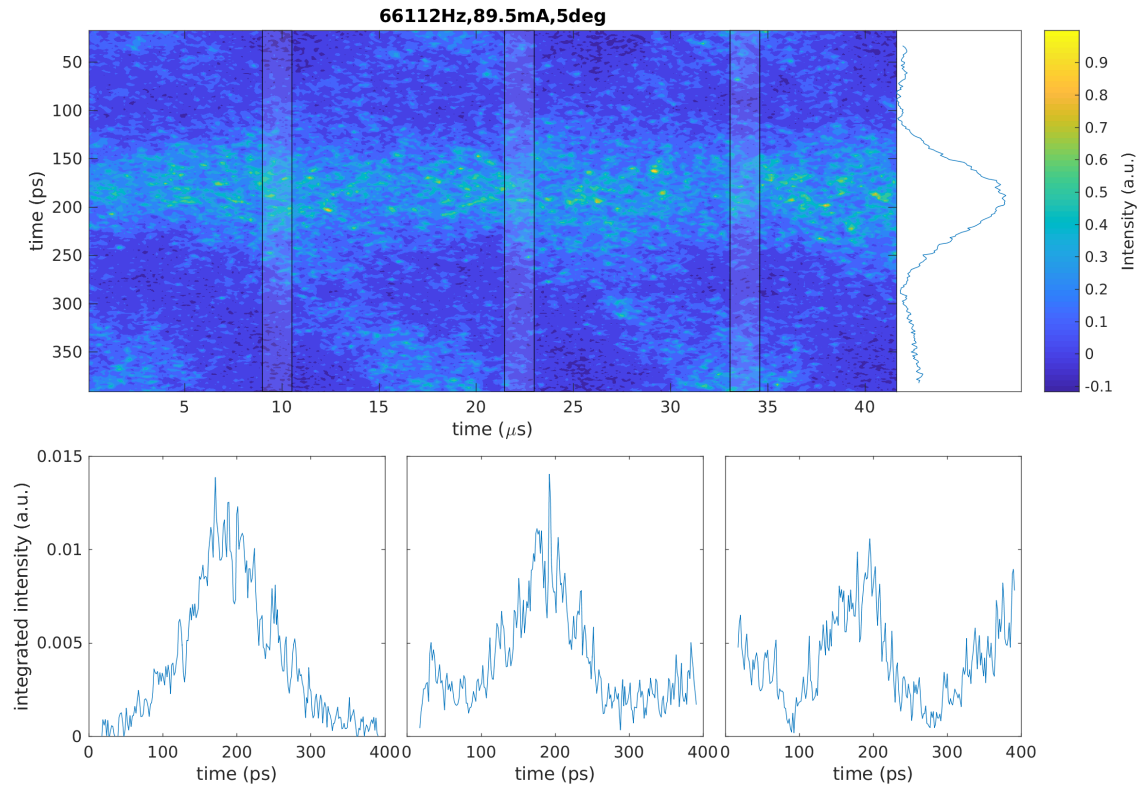 66112Hz,89.5mA,5deg
50
100
150
200
250
300
350
time (ps)
5
10
15
20
25
30
35
40
time (μs)
0.9
0.8
0.7
0.6
0.5
0.4
0.3
0.2
0.1
0
-0.1
Intensity (a.u.)
0.015
0.01
0.005
0
integrated intensity (a.u.)
0 100 200 300 400
time (ps)
0 100 200 300 400
time (ps)
0 100 200 300 400
time (ps)